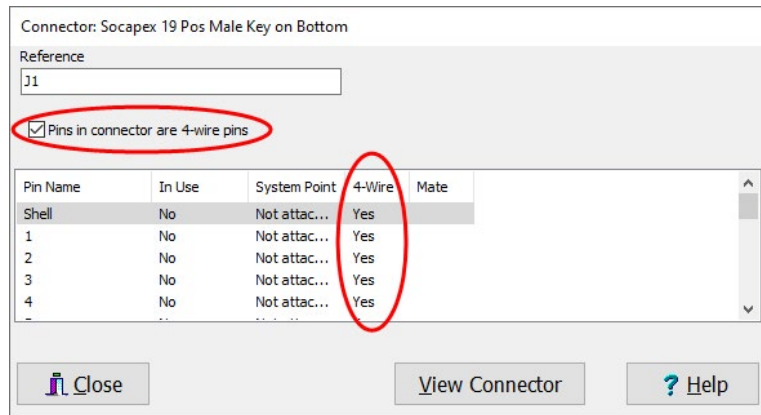 Connector: Socapex 19 Pos Male Key on Bottom
Reference
J1
Pins in connector are 4-wire pins
Pin Name In Use System Point 4-Wire Mate
Shell No Not attac... Yes
1 No Not attac... Yes
2 No Not attac... Yes
3 No Not attac... Yes
4 No Not attac... Yes
Close View Connector ? Help